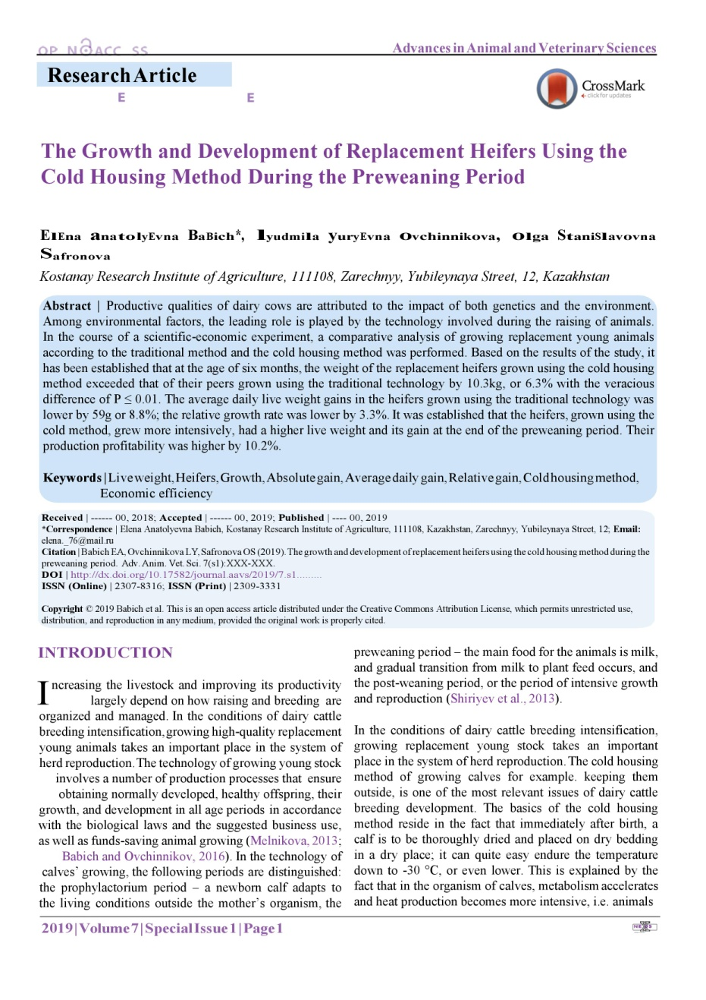 OP N ACC SS
Advances in Animal and Veterinary Sciences
Research Article
E E
CrossMark
click for updates
The Growth and Development of Replacement Heifers Using the
Cold Housing Method During the Preweaning Period
ElEna anatolyEvna BaBich*, lyudmila yuryEvna ovchinnikova, olga StaniSlavovna
Safronova
Kostanay Research Institute of Agriculture, 111108, Zarechnyy, Yubileynaya Street, 12, Kazakhstan
Abstract | Productive qualities of dairy cows are attributed to the impact of both genetics and the environment.
Among environmental factors, the leading role is played by the technology involved during the raising of animals.
In the course of a scientific-economic experiment, a comparative analysis of growing replacement young animals
according to the traditional method and the cold housing method was performed. Based on the results of the study, it
has been established that at the age of six months, the weight of the replacement heifers grown using the cold housing
method exceeded that of their peers grown using the traditional technology by 10.3kg, or 6.3% with the veracious
difference of P ≤ 0.01. The average daily live weight gains in the heifers grown using the traditional technology was
lower by 59g or 8.8%; the relative growth rate was lower by 3.3%. It was established that the heifers, grown using the
cold method, grew more intensively, had a higher live weight and its gain at the end of the preweaning period. Their
production profitability was higher by 10.2%.
Keywords | Live weight, Heifers, Growth, Absolute gain, Average daily gain, Relative gain, Cold housing method,
Economic efficiency
Received | ------ 00, 2018; Accepted | ------ 00, 2019; Published | ---- 00, 2019
*Correspondence | Elena Anatolyevna Babich, Kostanay Research Institute of Agriculture, 111108, Kazakhstan, Zarechnyy, Yubileynaya Street, 12; Email:
elena._76@mail.ru
Citation | Babich EA, Ovchinnikova LY, Safronova OS (2019). The growth and development of replacement heifers using the cold housing method during the
preweaning period. Adv. Anim. Vet. Sci. 7(s1):XXX-XXX.
DOI | http://dx.doi.org/10.17582/journal.aavs/2019/7.s1.........
ISSN (Online) | 2307-8316; ISSN (Print) | 2309-3331
Copyright © 2019 Babich et al. This is an open access article distributed under the Creative Commons Attribution License, which permits unrestricted use,
distribution, and reproduction in any medium, provided the original work is properly cited.
INTRODUCTION
Increasing the livestock and improving its productivity
largely depend on how raising and breeding are
organized and managed. In the conditions of dairy cattle
breeding intensification, growing high-quality replacement
young animals takes an important place in the system of
herd reproduction. The technology of growing young stock
involves a number of production processes that ensure
obtaining normally developed, healthy offspring, their
growth, and development in all age periods in accordance
with the biological laws and the suggested business use,
as well as funds-saving animal growing (Melnikova, 2013;
Babich and Ovchinnikov, 2016). In the technology of
calves’ growing, the following periods are distinguished:
the prophylactorium period – a newborn calf adapts to
the living conditions outside the mother’s organism, the
preweaning period – the main food for the animals is milk,
and gradual transition from milk to plant feed occurs, and
the post-weaning period, or the period of intensive growth
and reproduction (Shiriyev et al., 2013).
In the conditions of dairy cattle breeding intensification,
growing replacement young stock takes an important
place in the system of herd reproduction. The cold housing
method of growing calves for example. keeping them
outside, is one of the most relevant issues of dairy cattle
breeding development. The basics of the cold housing
method reside in the fact that immediately after birth, a
calf is to be thoroughly dried and placed on dry bedding
in a dry place; it can quite easy endure the temperature
down to -30 °C, or even lower. This is explained by the
fact that in the organism of calves, metabolism accelerates
and heat production becomes more intensive, i.e. animals
2019 | Volume 7 | Special Issue 1 | Page 1